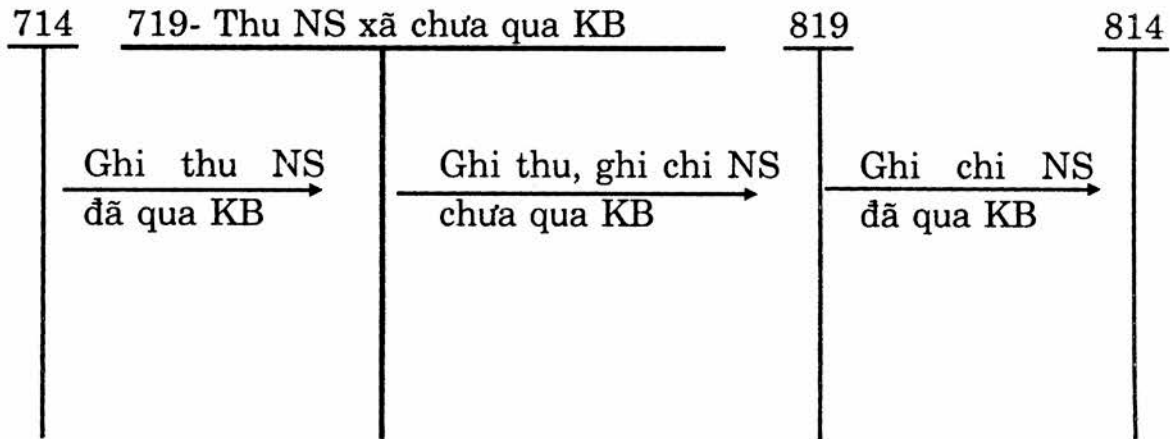 714 719- Thu NS xã chưa qua KB 819 814
Ghi thu NS
đã qua KB
Ghi thu, ghi chi NS
chưa qua KB
Ghi chi NS
đã qua KB